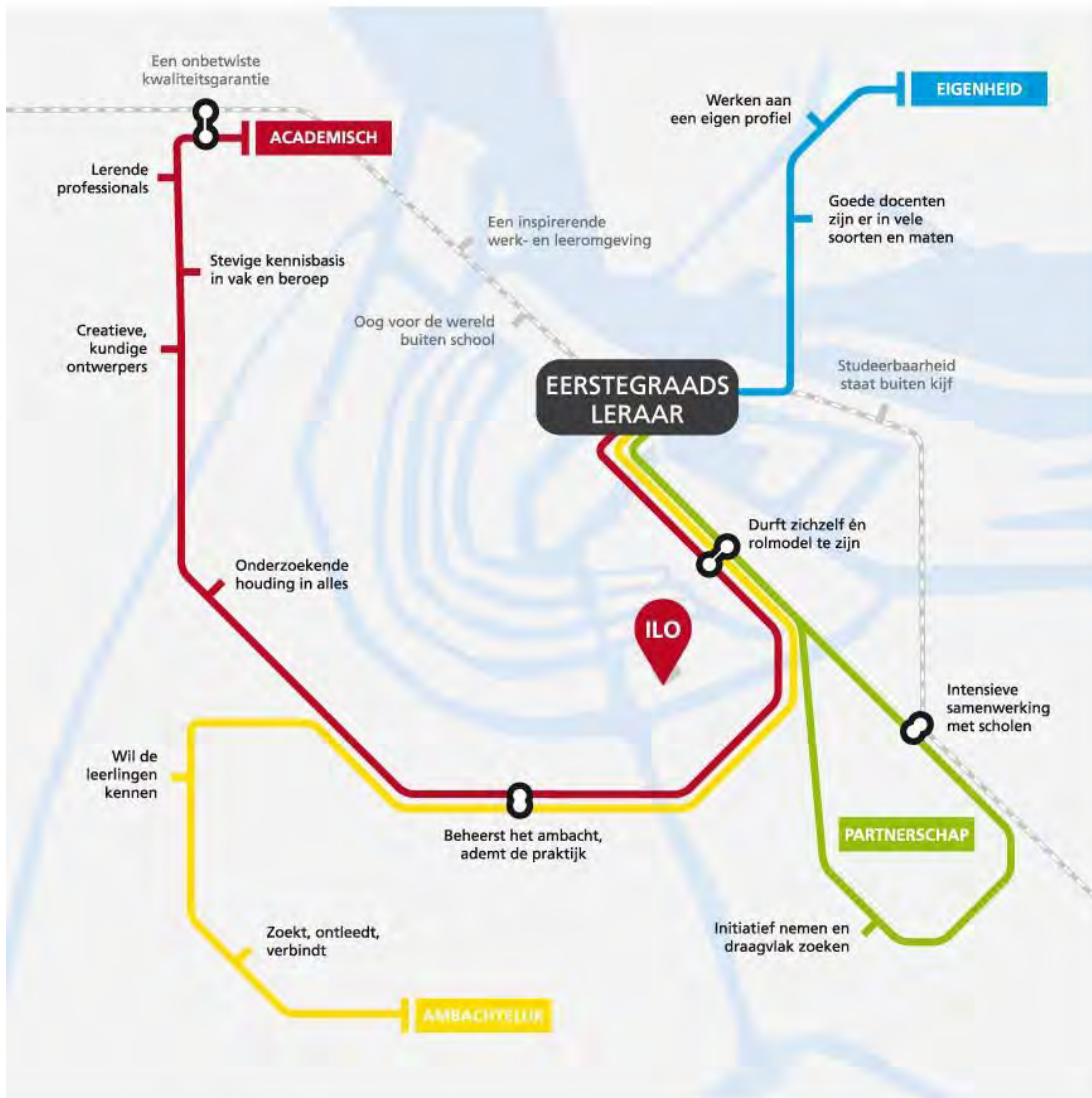 Een onbetwiste
kwaliteitsgarantie
ACADEMISCH
Lerende
professionals
Stevige kennisbasis
in vak en beroep
Creatieve,
kundige
ontwerpers
Werken aan
een eigen profiel
EIGENHEID
Goede docenten
zijn er in vele
soorten en maten
Een inspirerende
werk- en leeromgeving
Oog voor de wereld
buiten school
EERSTEGRAADS
LERAAR
Studeerbaarheid
staat buiten kijf
Durft zichzelf én
rolmodel te zijn
Onderzoekende
houding in alles
ILO
Intensieve
samenwerking
met scholen
Wil de
leerlingen
kennen
Beheerst het ambacht,
ademt de praktijk
PARTNERSCHAP
Initiatief nemen en
draagvlak zoeken
Zoekt, ontleedt,
verbindt
AMBACHTELIJK